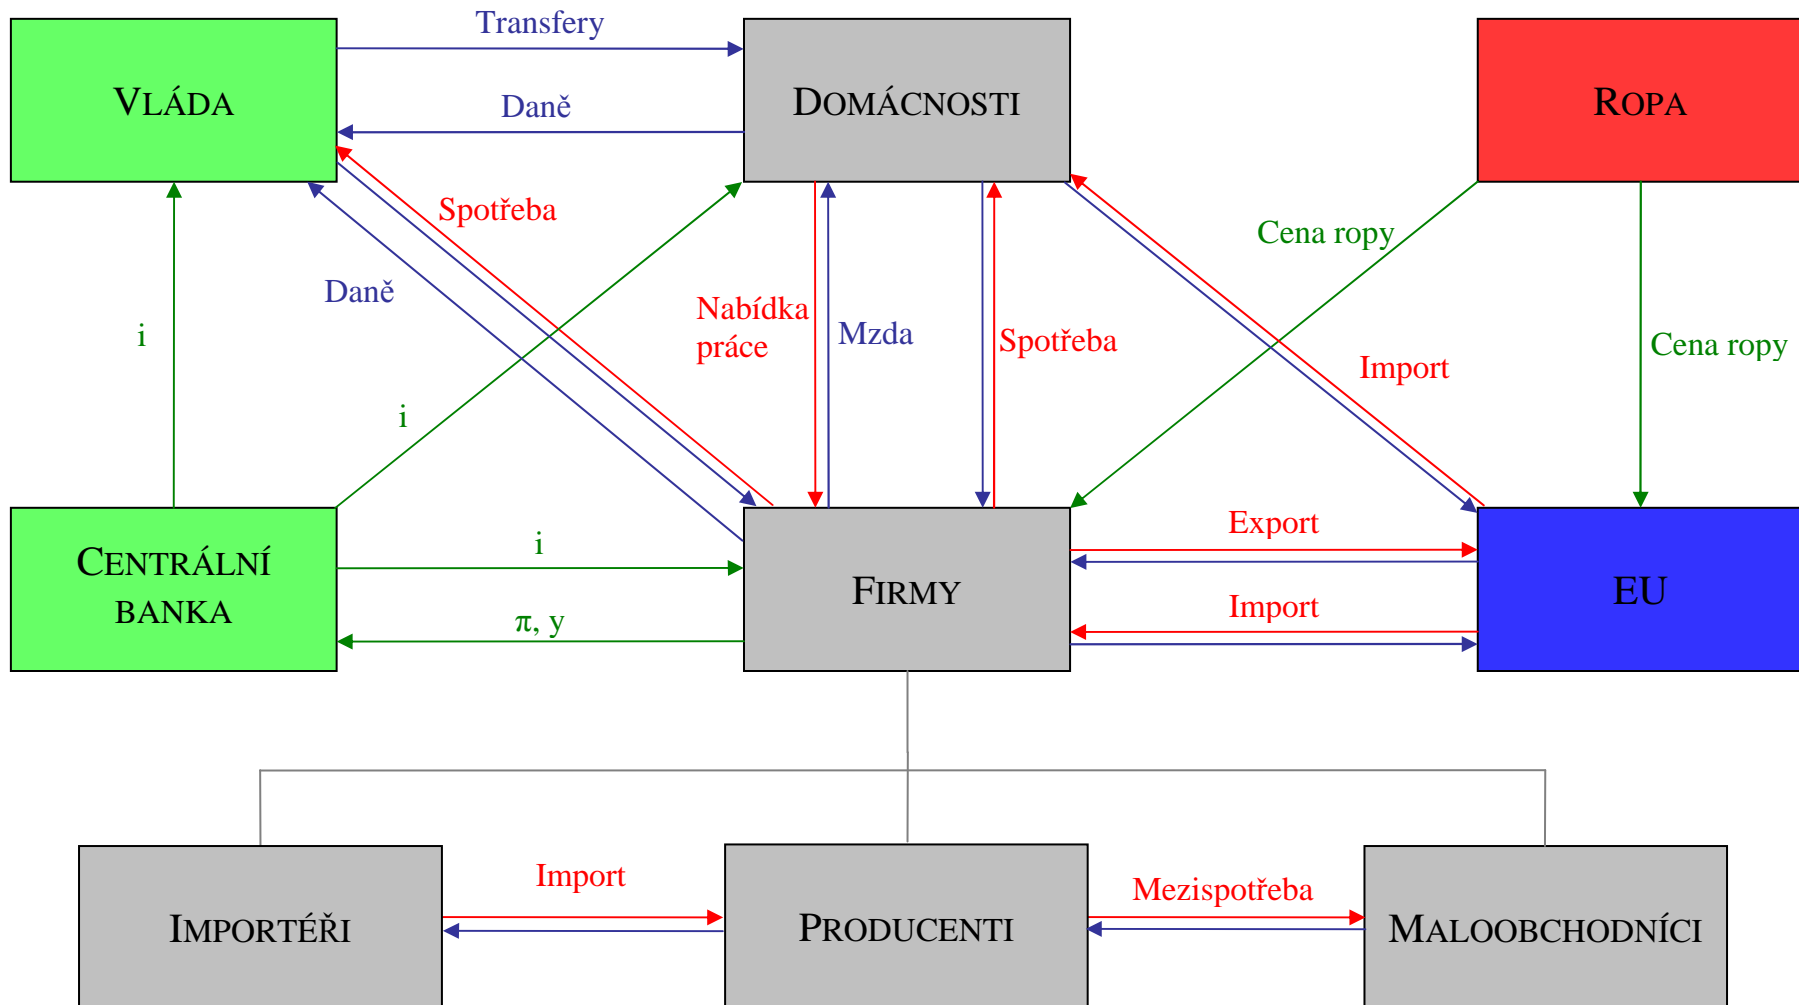 Transfery
VLÁDA
DOMÁCNOSTI
ROPA
Daně
Spotřeba
Cena ropy
Daně
Nabídka
práce
Mzda
Spotřeba
i
Cena ropy
Import
i
Export
i
CENTRÁLNÍ
BANKA
FIRMY
EU
Import
π, y
Import
Mezispotřeba
IMPORTÉŘI
PRODUCENTI
MALOOBCHODNÍCI